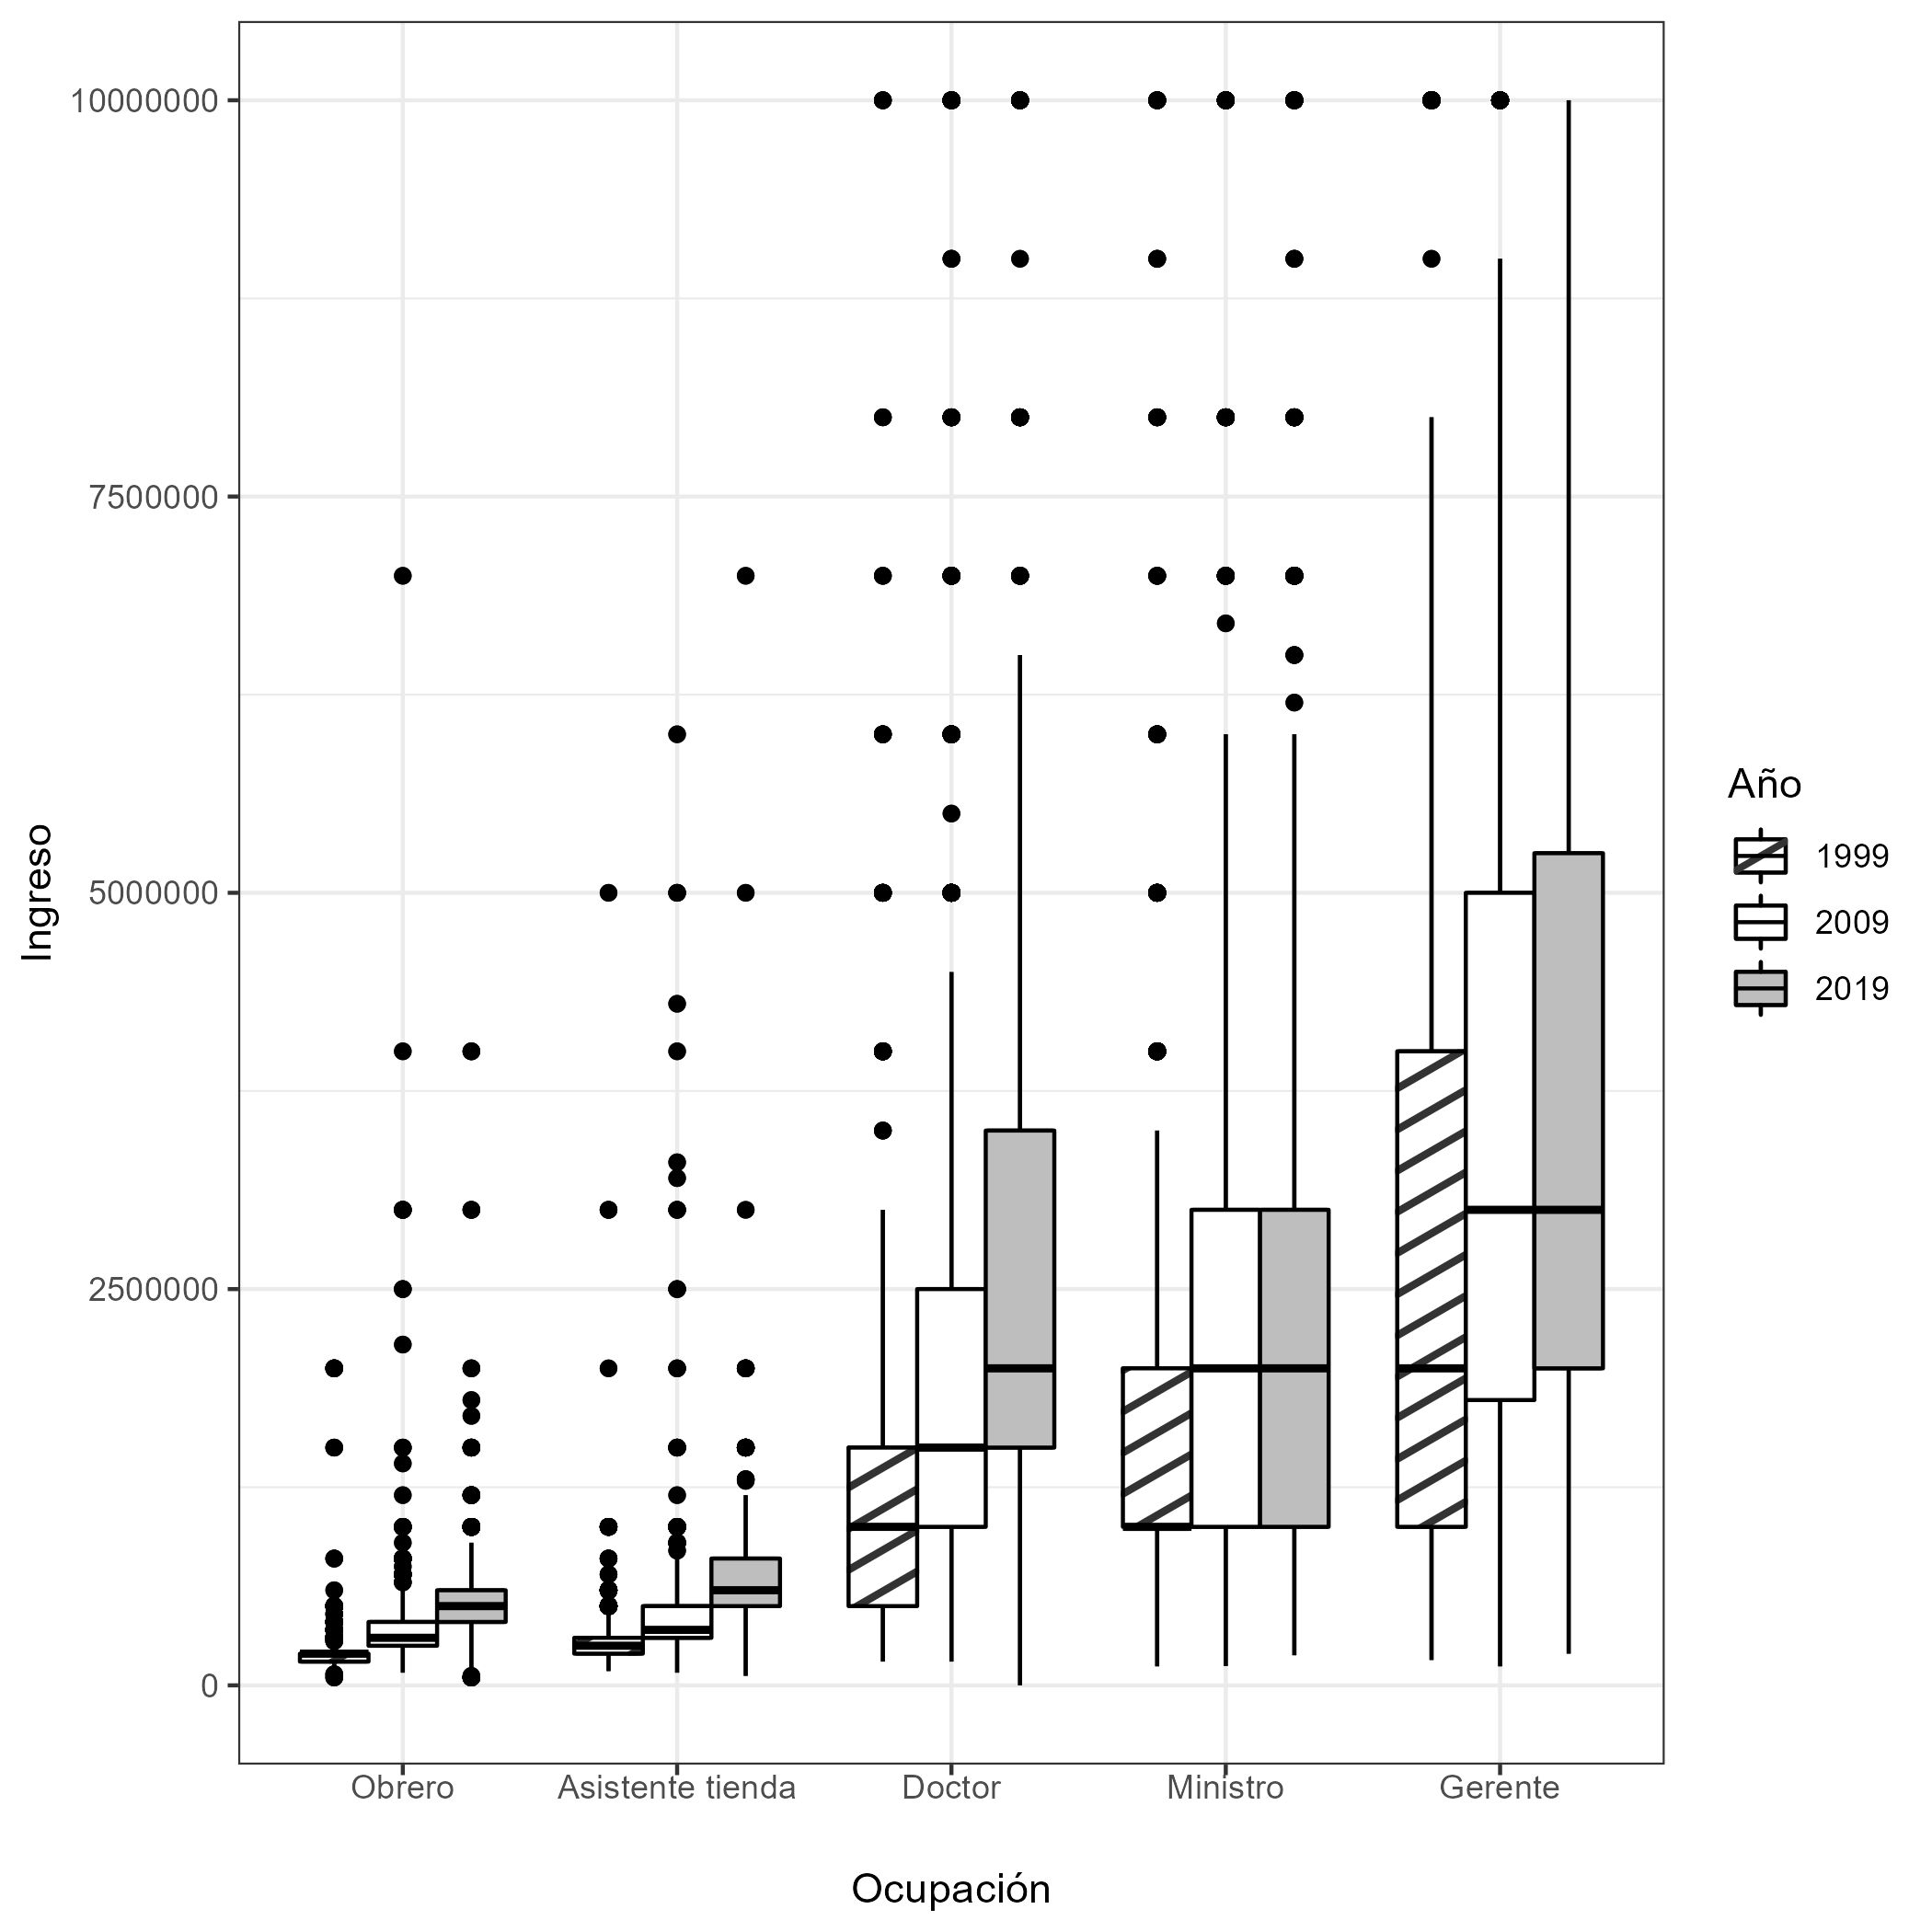 10000000
7500000
5000000
2500000
0
Ingreso
Obrero
Asistente tienda
Doctor
Ministro
Gerente
Ocupación
Año
1999
2009
2019